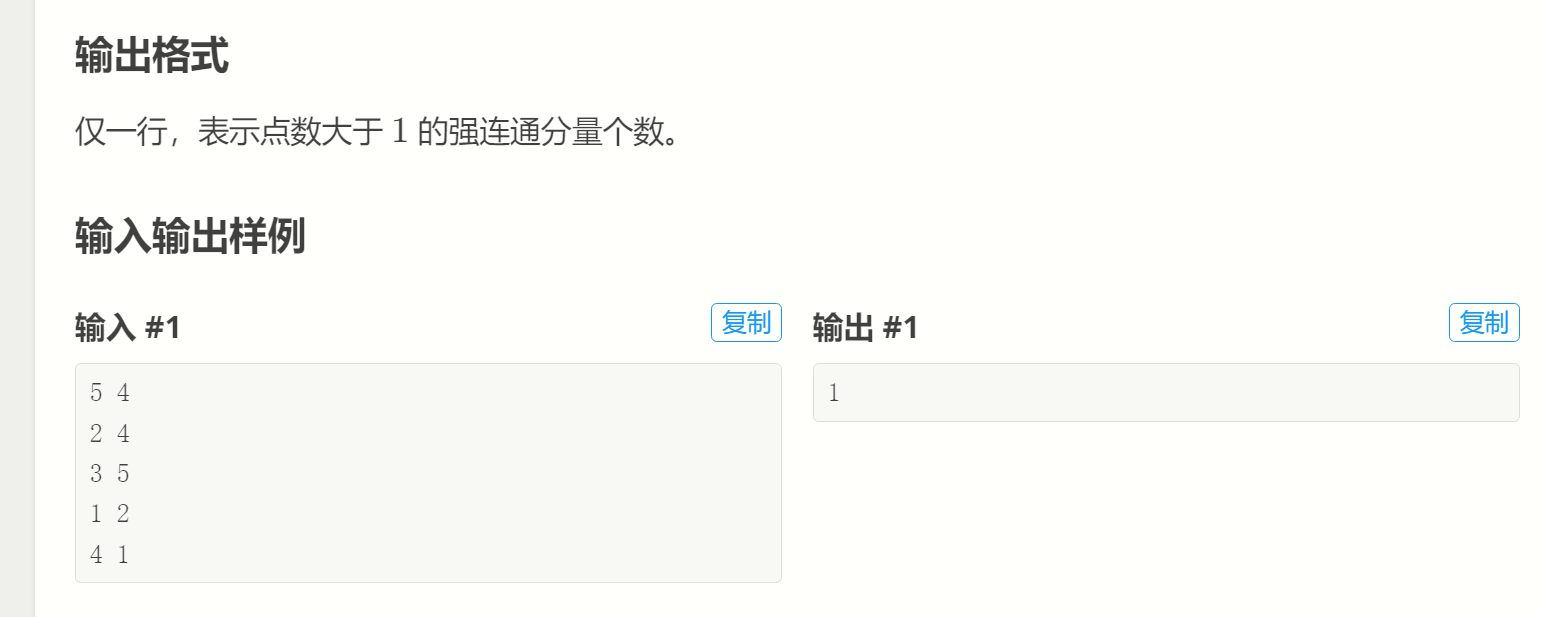 输出格式
仅一行，表示点数大于 1 的强连通分量个数。
输入输出样例
输入 #1
复制
5 4
2 4
3 5
1 2
4 1
输出 #1
复制
1